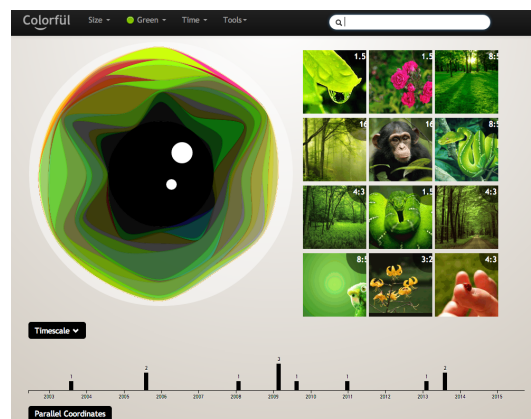 Colorfül Size Green Time Tools
1.5 1.5 8:5
16 16 8:5
4:3 1.5 4:3
8:5 3:2 4:3
Timescale
1 2 1 3 1 1 1 2
2003 2004 2005 2006 2007 2008 2009 2010 2011 2012 2013 2014 2015
Parallel Coordinates